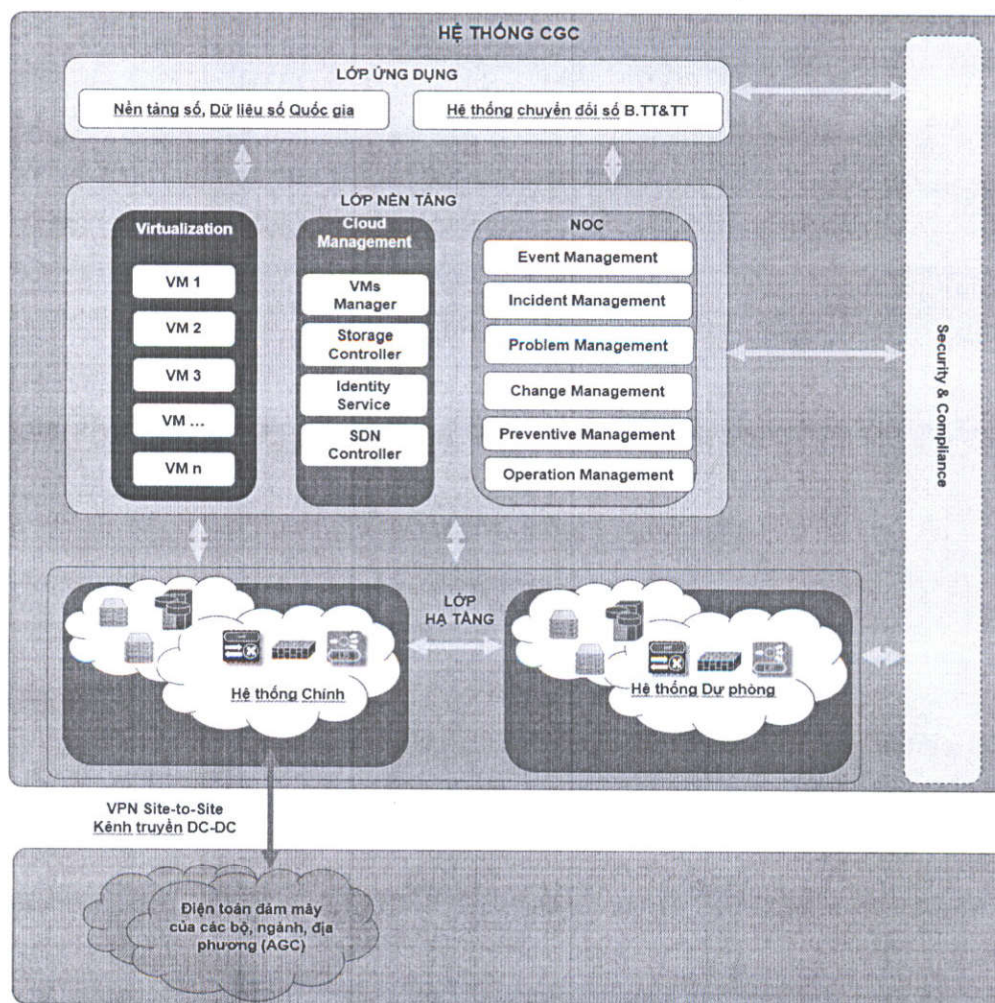 HỆ THỐNG CGC
LỚP ỨNG DỤNG
Nền tảng số, Dữ liệu số Quốc gia
Hệ thống chuyển đổi số B.TT&TT
LỚP NỀN TẢNG
Virtualization
VM 1
VM 2
VM 3
VM ...
VM n
Cloud
Management
VMs
Manager
Storage
Controller
Identity
Service
SDN
Controller
NOC
Event Management
Incident Management
Problem Management
Change Management
Preventive Management
Operation Management
Security & Compliance
LỚP
HẠ TẦNG
Hệ thống Chính
Hệ thống Dự phòng
VPN Site-to-Site
Kênh truyền DC-DC
Điện toán đám mây
của các bộ, ngành, địa
phương (AGC)